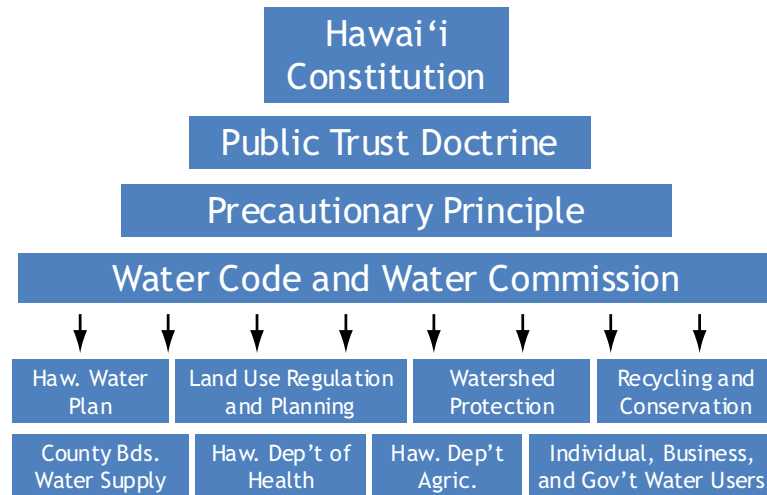 Hawaiʻi
Constitution
Public Trust Doctrine
Precautionary Principle
Water Code and Water Commission
Haw. Water
Plan
Land Use Regulation
and Planning
Watershed
Protection
Recycling and
Conservation
County Bds.
Water Supply
Haw. Dep’t of
Health
Haw. Dep’t
Agric.
Individual, Business,
and Gov’t Water Users